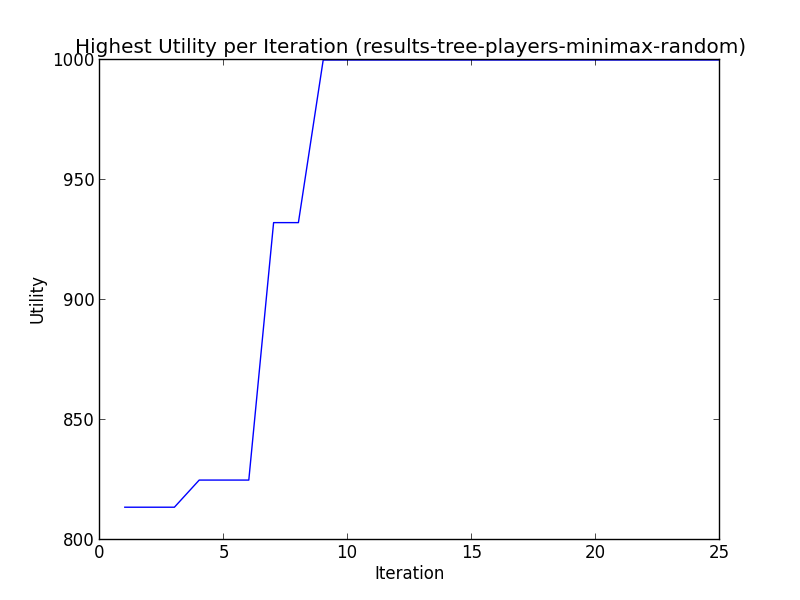 Highest Utility per Iteration (results-tree-players-minimax-random)
1000
950
900
850
800
Utility
0 5 10 15 20 25
Iteration